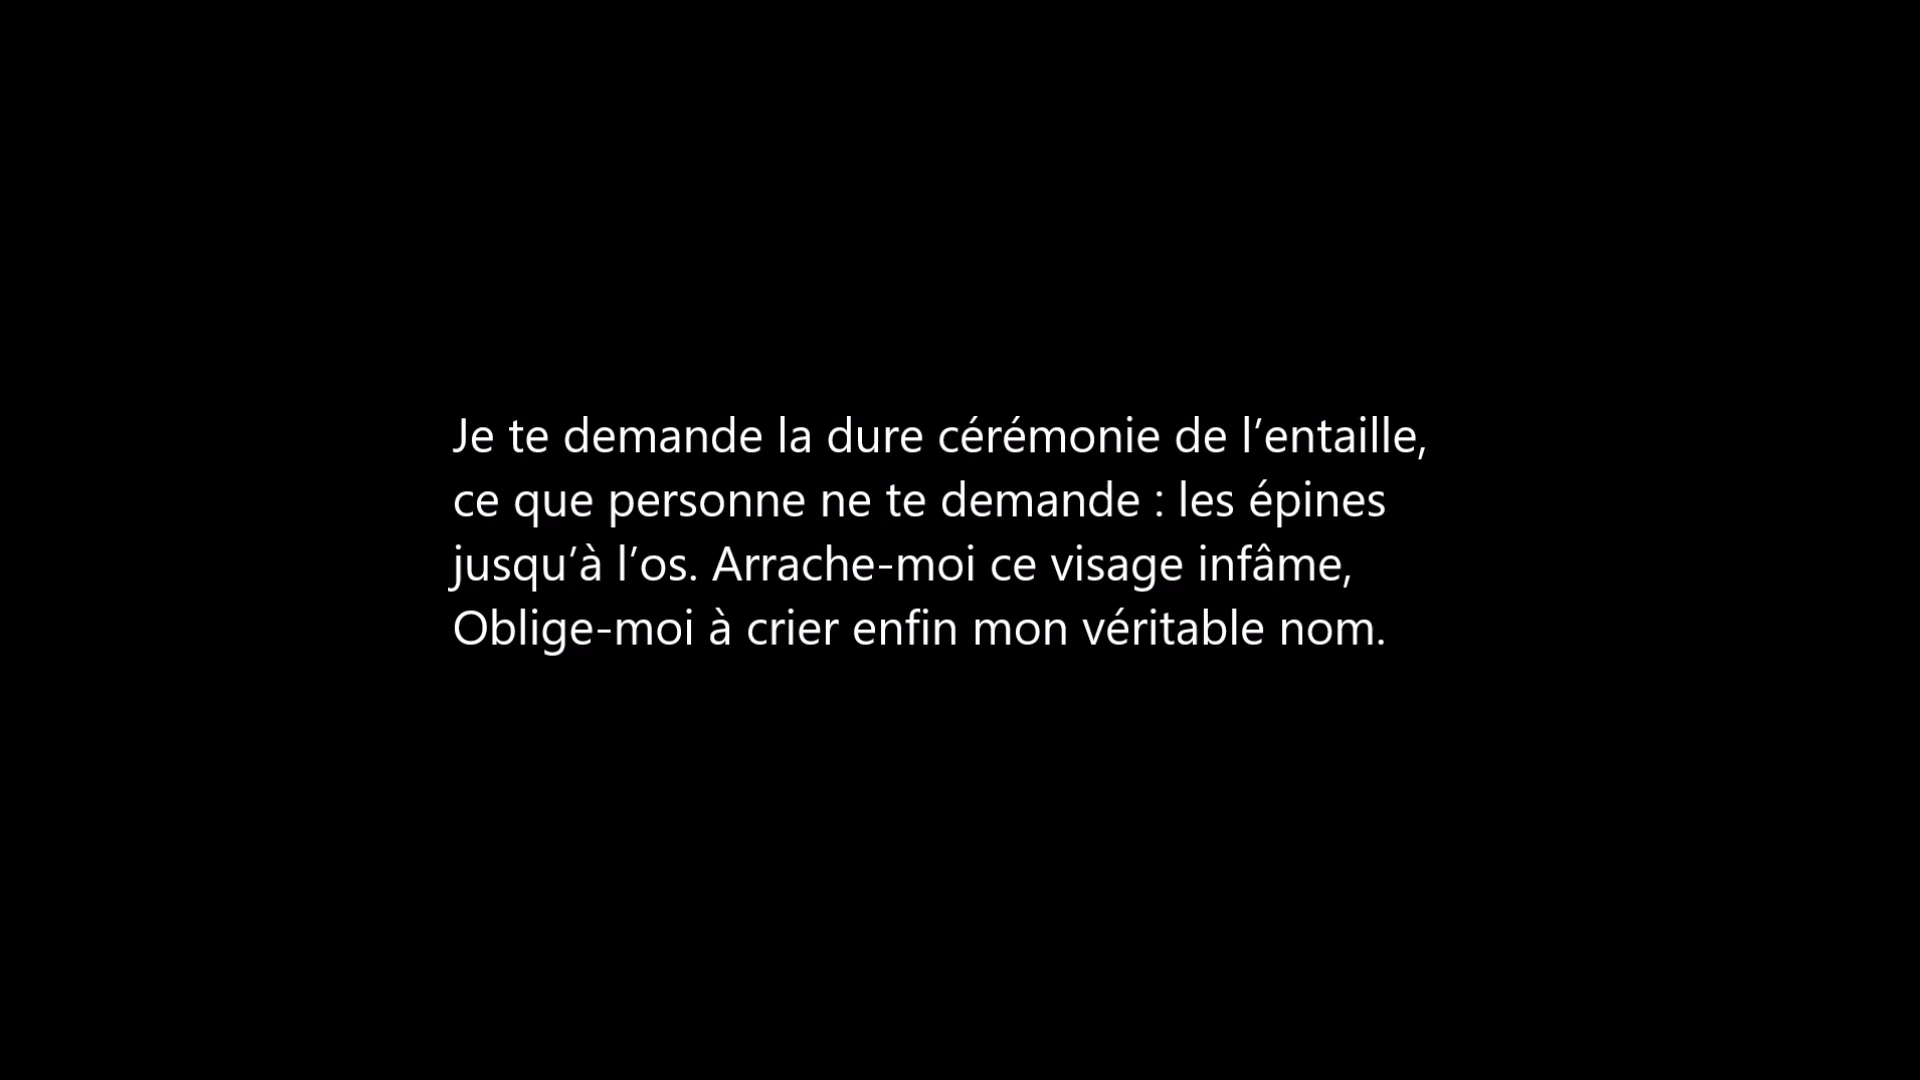 Je te demande la dure cérémonie de l’entaille,
ce que personne ne te demande : les épines
jusqu’à l’os. Arrache-moi ce visage infâme,
Oblige-moi à crier enfin mon véritable nom.